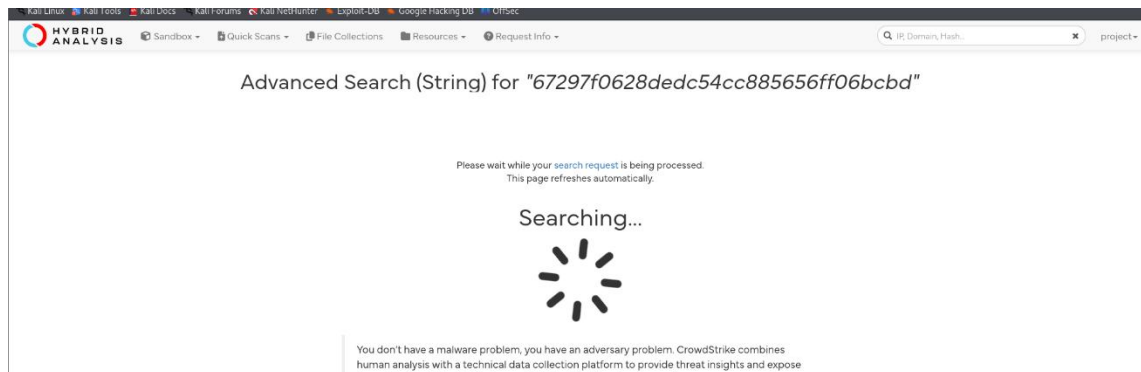 Kali Linux Kali Tools Kali Docs Kali Forums Kali NetHunter Exploit-DB Google Hacking DB OffSec
HYBRID ANALYSIS Sandbox Quick Scans File Collections Resources Request Info IP, Domain, Hash... project
Advanced Search (String) for "67297f0628dedc54cc885656ff06bcbd"
Please wait while your search request is being processed.
This page refreshes automatically.
Searching...
You don't have a malware problem, you have an adversary problem. CrowdStrike combines
human analysis with a technical data collection platform to provide threat insights and expose